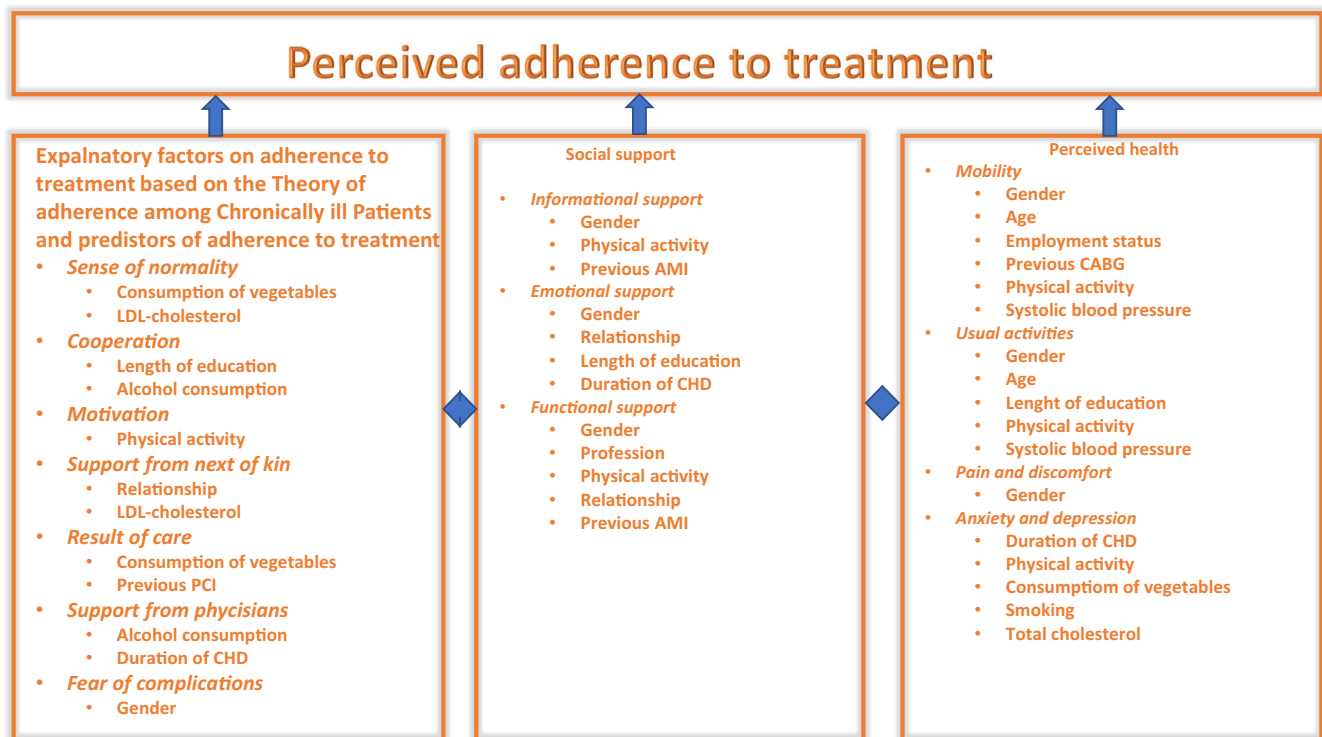 Perceived adherence to treatment
Expalnatory factors on adherence to
treatment based on the Theory of
adherence among Chronically ill Patients
and predistors of adherence to treatment
• Sense of normality
• Consumption of vegetables
• LDL-cholesterol
• Cooperation
• Length of education
• Alcohol consumption
• Motivation
• Physical activity
• Support from next of kin
• Relationship
• LDL-cholesterol
• Result of care
• Consumption of vegetables
• Previous PCI
• Support from phycisians
• Alcohol consumption
• Duration of CHD
• Fear of complications
• Gender
Social support
• Informational support
• Gender
• Physical activity
• Previous AMI
• Emotional support
• Gender
• Relationship
• Length of education
• Duration of CHD
• Functional support
• Gender
• Profession
• Physical activity
• Relationship
• Previous AMI
Perceived health
• Mobility
• Gender
• Age
• Employment status
• Previous CABG
• Physical activity
• Systolic blood pressure
• Usual activities
• Gender
• Age
• Lenght of education
• Physical activity
• Systolic blood pressure
• Pain and discomfort
• Gender
• Anxiety and depression
• Duration of CHD
• Physical activity
• Consumptiom of vegetables
• Smoking
• Total cholesterol